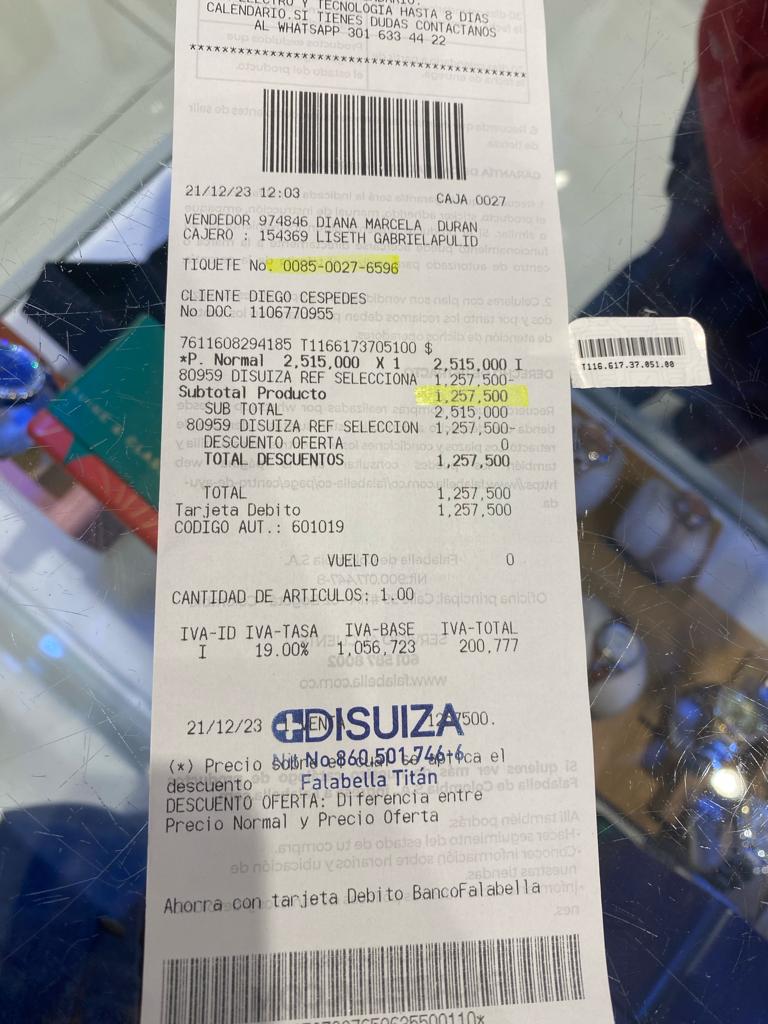 Y TECNOLOGIA HASTA 8 DIAS
CALENDARIO.SI TIENES DUDAS CONTACTANOS
AL WHATSAPP 301 633 44 22
****************************************
21/12/23 12:03 CAJA 0027
VENDEDOR 974846 DIANA MARCELA DURAN
CAJERO : 154369 LISETH GABRIELAPULID
TIQUETE No. 0085-0027-6596
CLIENTE DIEGO CESPEDES
No DOC 1106770955
7611608294185 T1166173705100 $
*P. Normal 2,515,000 X 1 2,515,000 I
80959 DISUIZA REF SELECCIONA 1,257,500-
Subtotal Producto 1,257,500
SUB TOTAL 2,515,000
80959 DISUIZA REF SELECCION 1,257,500-
DESCUENTO OFERTA 0
TOTAL DESCUENTOS 1,257,500
TOTAL 1,257,500
Tarjeta Debito 1,257,500
CODIGO AUT.: 601019
VUELTO 0
CANTIDAD DE ARTICULOS: 1.00
IVA-ID IVA-TASA IVA-BASE IVA-TOTAL
I 19.00% 1,056,723 200,777
21/12/23
DISUIZA
Nit No 860.501.746-6
Falabella Titán
(*) Precio sobre el cual se aplica el
descuento
DESCUENTO OFERTA: Diferencia entre
Precio Normal y Precio Oferta
Ahorra con tarjeta Debito BancoFalabella
T116.617.37.051.00